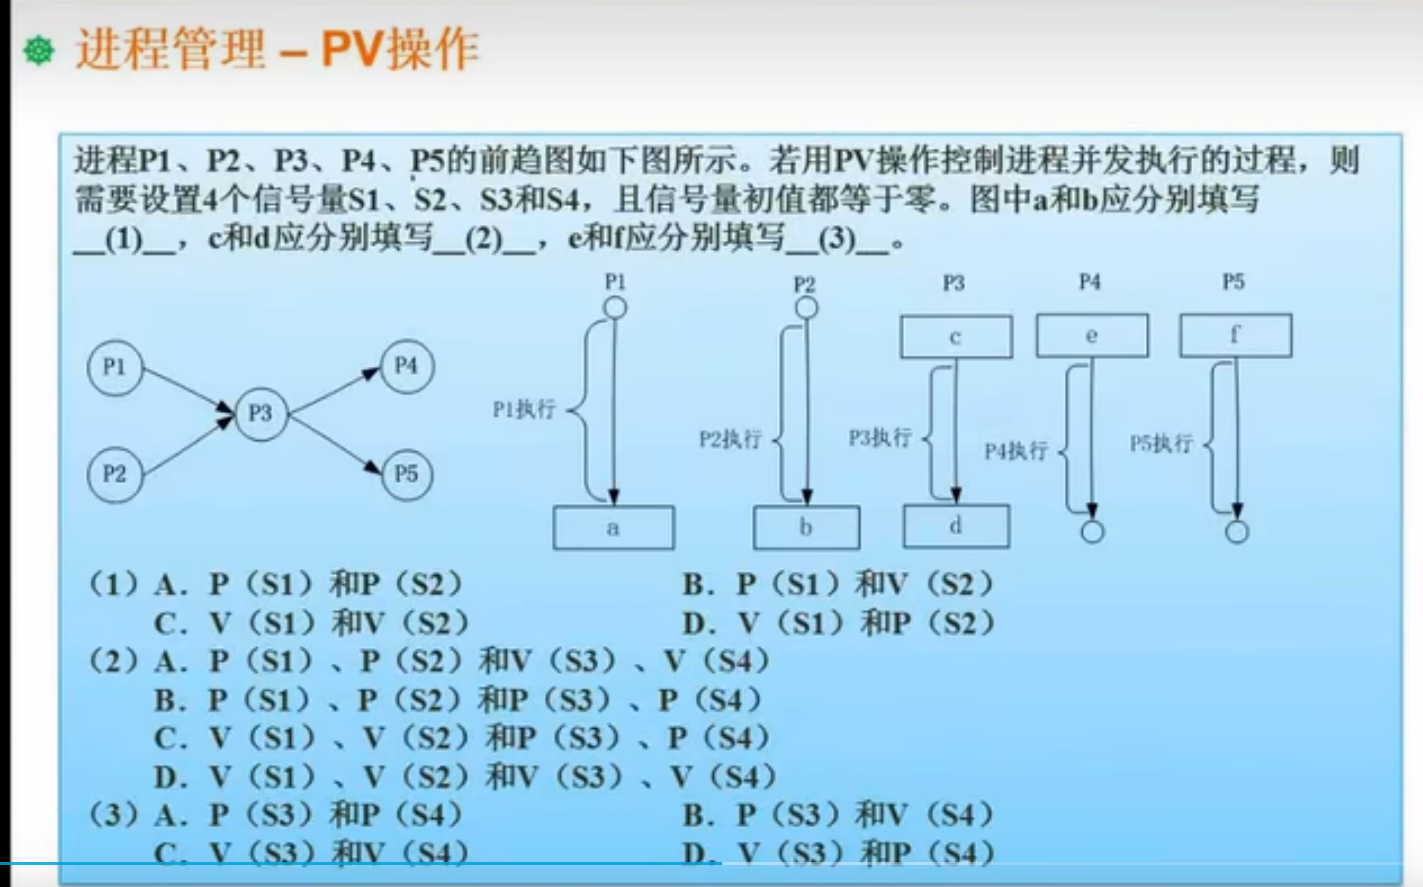 进程管理 – PV操作
进程P1、P2、P3、P4、P5的前趋图如下图所示。若用PV操作控制进程并发执行的过程，则
需要设置4个信号量S1、S2、S3和S4，且信号量初值都等于零。图中a和b应分别填写
__(1)__，c和d应分别填写__(2)__，e和f应分别填写__(3)__。
P1 P2 P3 P4 P5
c e f
P1 P4
P3
P2 P5
P1执行 P2执行 P3执行 P4执行 P5执行
a b d
（1）A．P（S1）和P（S2） B．P（S1）和V（S2）
C．V（S1）和V（S2） D．V（S1）和P（S2）
（2）A．P（S1）、P（S2）和V（S3）、V（S4）
B．P（S1）、P（S2）和P（S3）、P（S4）
C．V（S1）、V（S2）和P（S3）、P（S4）
D．V（S1）、V（S2）和V（S3）、V（S4）
（3）A．P（S3）和P（S4） B．P（S3）和V（S4）
C．V（S3）和V（S4） D．V（S3）和P（S4）